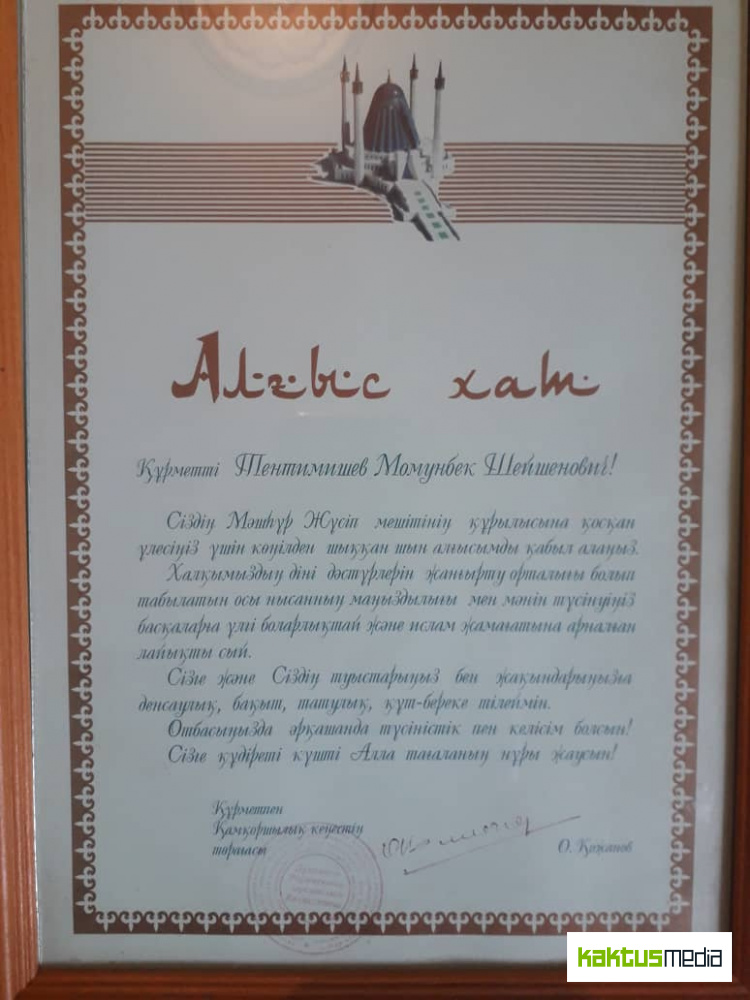 Алғыс хат
Құрметті Тентимишев Момунбек Шейшенович!
Сіздің Мәшһүр Жүсіп мешітінің құрылысына қосқан
үлесіңіз үшін көңілден шыққан шын алғысымды қабыл алаңыз.
Халқымыздың діні дәстүрлерін жаңғырту орталығы болып
табылатын осы нысанның маңыздылығы мен мәнін түсінуіңіз
басқаларға үлгі боларлықтай және ислам жамағатына арналған
лайықты сый.
Сізге және Сіздің туыстарыңыз бен жақындарыңызға
денсаулық, бақыт, татулық, құт-береке тілеймін.
Отбасыңызда әрқашанда түсіністік пен келісім болсын!
Сізге құдіреті күшті Алла тағаланың нұры жаусын!
Құрметпен
Қамқоршылық кеңестің
төрағасы
О. Қожанов
kaktusmedia